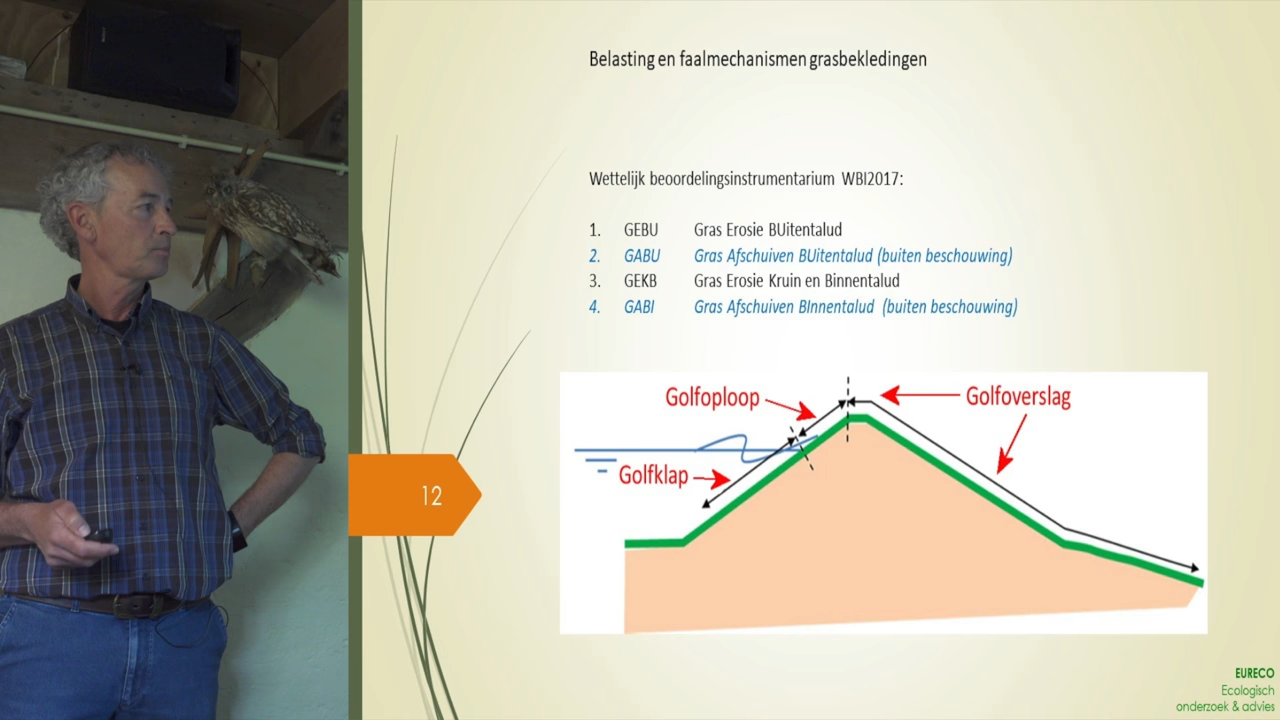 Belasting en faalmechanismen grasbekledingen
Wettelijk beoordelingsinstrumentarium WBI2017:
1. GEBU Gras Erosie BUitentalud
2. GABU Gras Afschuiven BUitentalud (buiten beschouwing)
3. GEKB Gras Erosie Kruin en Binnentalud
4. GABI Gras Afschuiven BInnentalud (buiten beschouwing)
Golfoploop
Golfoverslag
Golfklap
12
EURECO
Ecologisch
onderzoek & advies